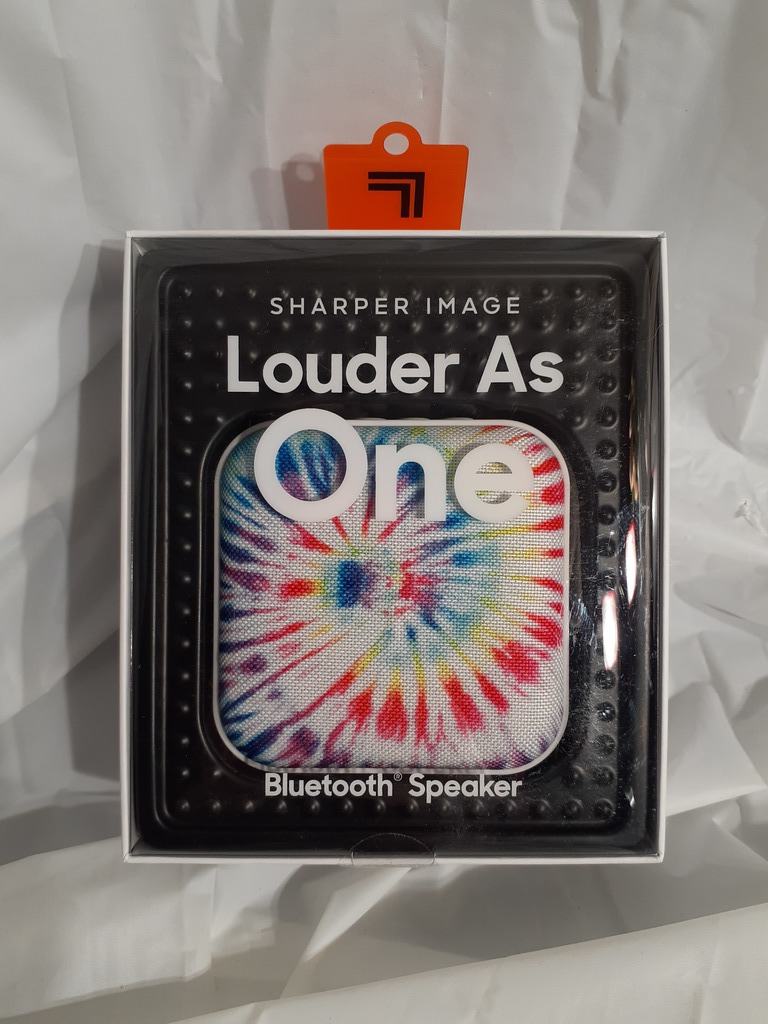 SHARPER IMAGE
Louder As
One
Bluetooth® Speaker